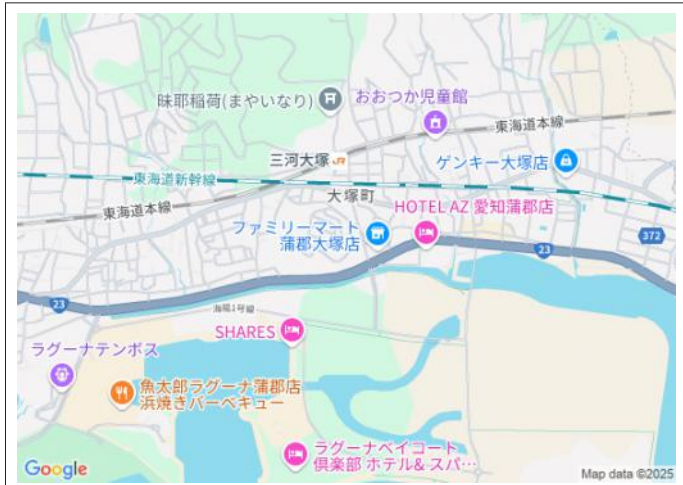 昧耶稲荷(まやいなり)
おおつか児童館
東海道本線
三河大塚 JR
ゲンキー大塚店
東海道新幹線
大塚町
東海道本線
HOTEL AZ 愛知蒲郡店
ファミリーマート
蒲郡大塚店
372
23
23
海陽1号線
SHARES
ラグーナテンボス
魚太郎ラグーナ蒲郡店
浜焼きバーベキュー
ラグーナベイコート
倶楽部 ホテル& スパ…
Google
Map data ©2025